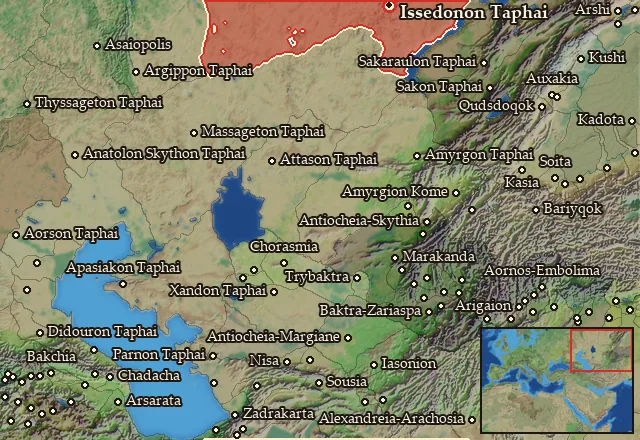 Issedonon Taphai
Arshi
Asaiopolis
Kushi
Sakaraulon Taphai
Argippon Taphai
Auxakia
Sakon Taphai
Thyssageton Taphai
Qudsdoqok
Kadota
Massageton Taphai
Anatolon Skython Taphai
Attason Taphai
Amyrgon Taphai
Soita
Kasia
Amyrgion Kome
Bariyqok
Antiocheia-Skythia
Aorson Taphai
Chorasmia
Marakanda
Apasiakon Taphai
Aornos-Embolima
Trybaktra
Xandon Taphai
Arigaion
Baktra-Zariaspa
Didouron Taphai
Antiocheia-Margiane
Bakchia
Parnon Taphai
Nisa
Iasonion
Chadacha
Sousia
Arsarata
Zadrakarta
Alexandreia-Arachosia